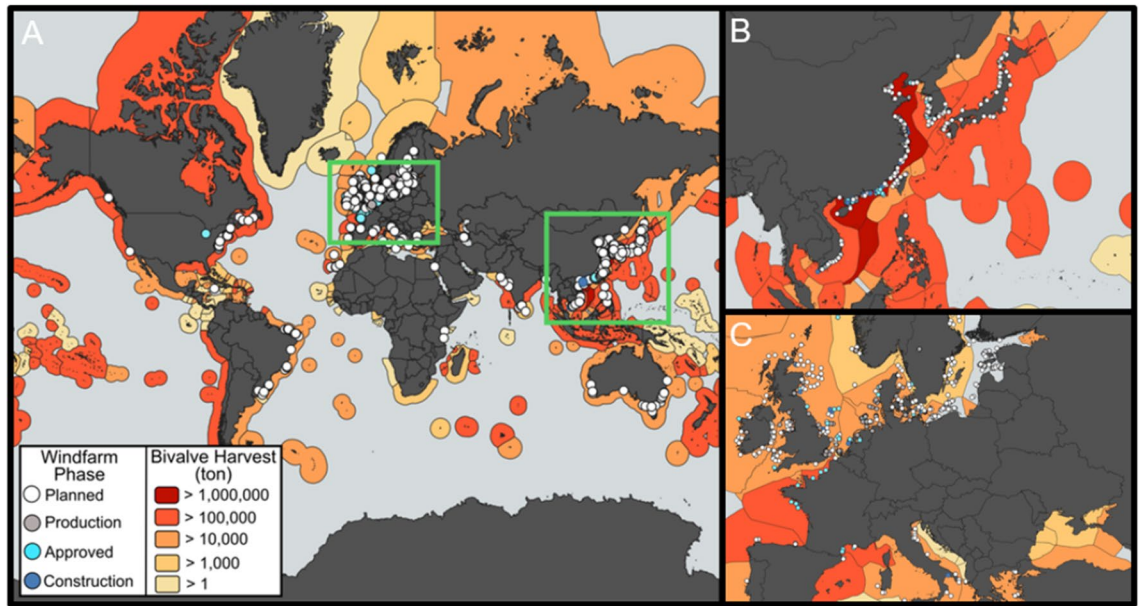 A
B
C
Windfarm
Phase
Planned
Production
Approved
Construction
Bivalve Harvest
(ton)
> 1,000,000
> 100,000
> 10,000
> 1,000
> 1